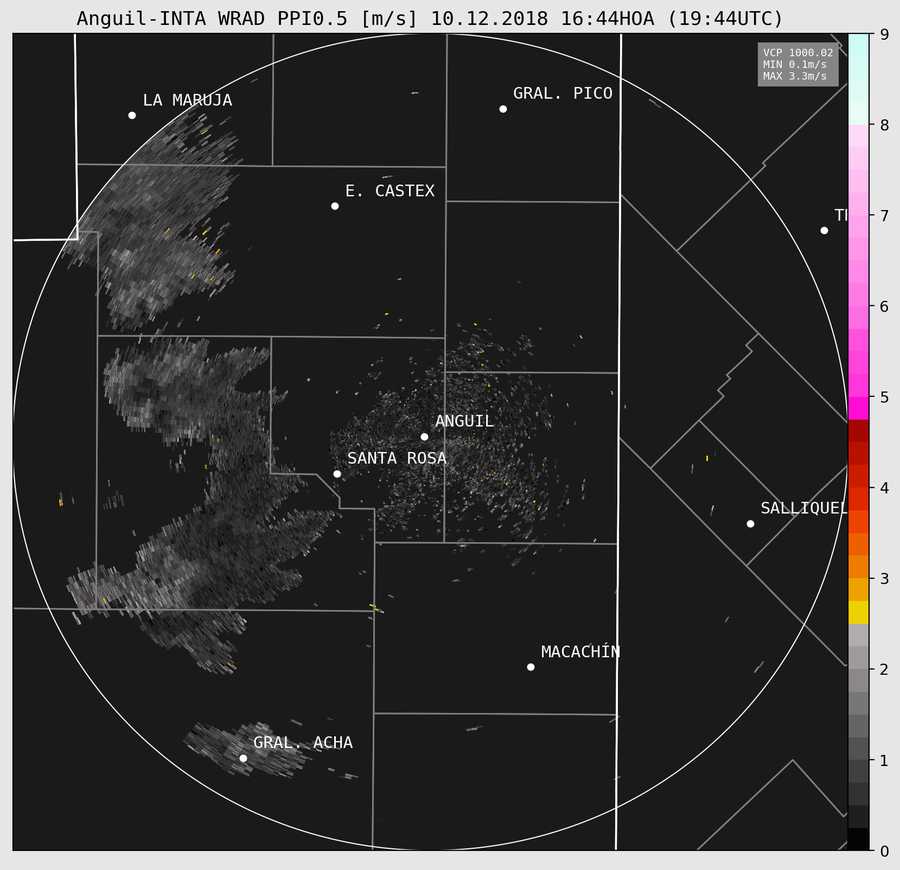 Anguil-INTA WRAD PPI0.5 [m/s] 10.12.2018 16:44HOA (19:44UTC)
VCP 1000.02
MIN 0.1m/s
MAX 3.3m/s
LA MARUJA
GRAL. PICO
E. CASTEX
ANGUIL
SANTA ROSA
SALLIQUEL
MACACHÍN
GRAL. ACHA
9
8
7
6
5
4
3
2
1
0